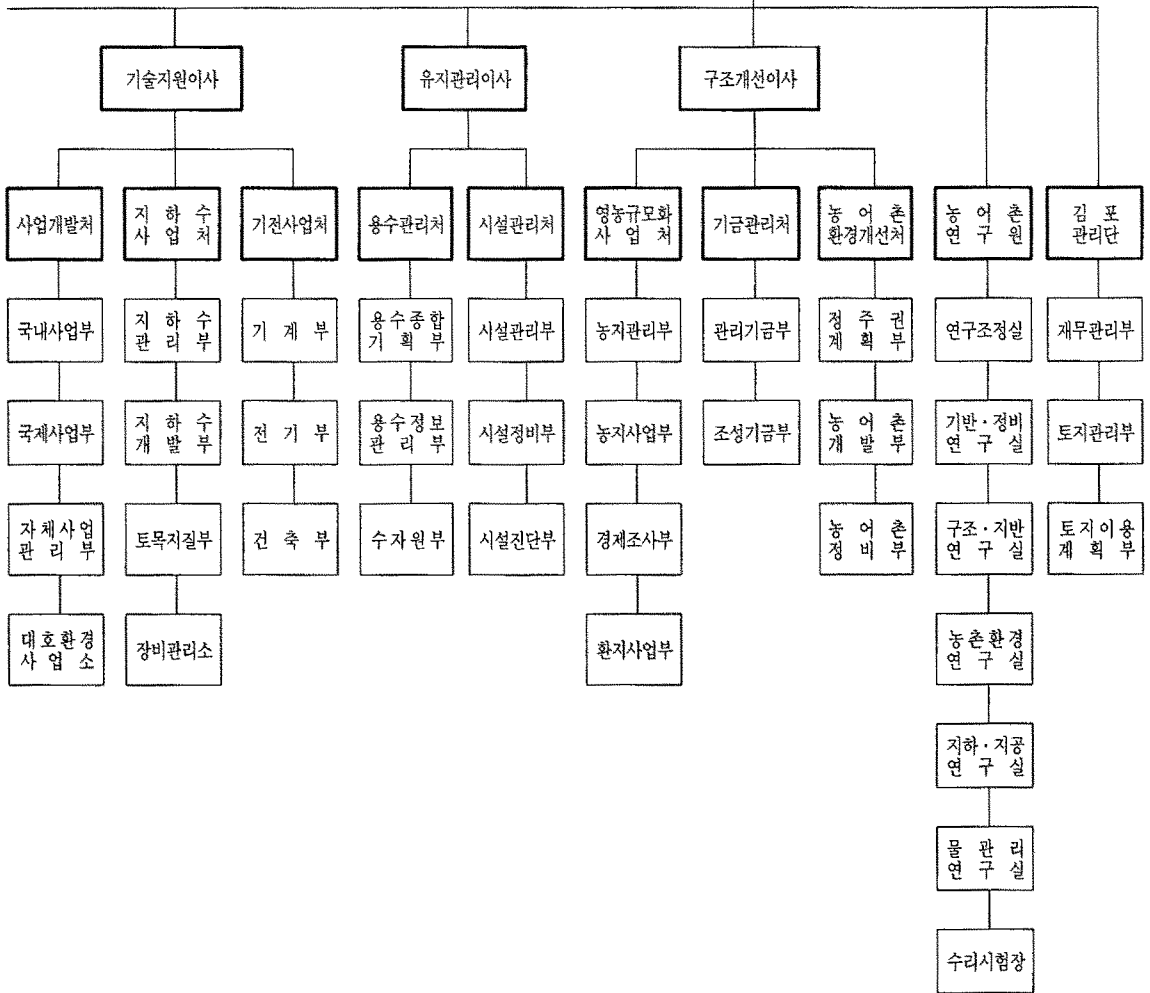 기술지원이사
유지관리이사
구조개선이사
사업개발처
지 하 수
사 업 처
기전사업처
용수관리처
시설관리처
영농규모화
사 업 처
기금관리처
농 어 촌
환경개선처
농 어 촌
연 구 원
김 포
관리단
국내사업부
지 하 수
관 리 부
기 계 부
용수종합
기 획 부
시설관리부
농지관리부
관리기금부
정 주 권
계 획 부
연구조정실
재무관리부
국제사업부
지 하 수
개 발 부
전 기 부
용수정보
관 리 부
시설정비부
농지사업부
조성기금부
농 어 촌
개 발 부
기반·정비
연 구 실
토지관리부
자체사업
관 리 부
토목지질부
건 축 부
수자원부
시설진단부
경제조사부
농 어 촌
정 비 부
구조·지반
연 구 실
토지이용
계 획 부
대호환경
사 업 소
장비관리소
환지사업부
농촌환경
연 구 실
지하·지공
연 구 실
물 관 리
연 구 실
수리시험장